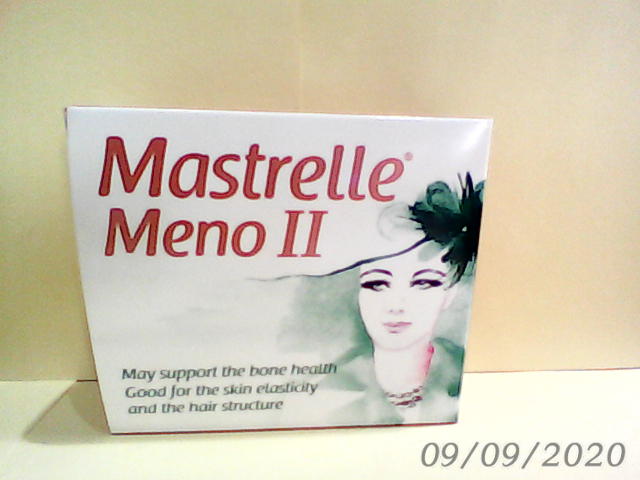 Mastrelle®
Meno II
May support the bone health
Good for the skin elasticity
and the hair structure
09/09/2020